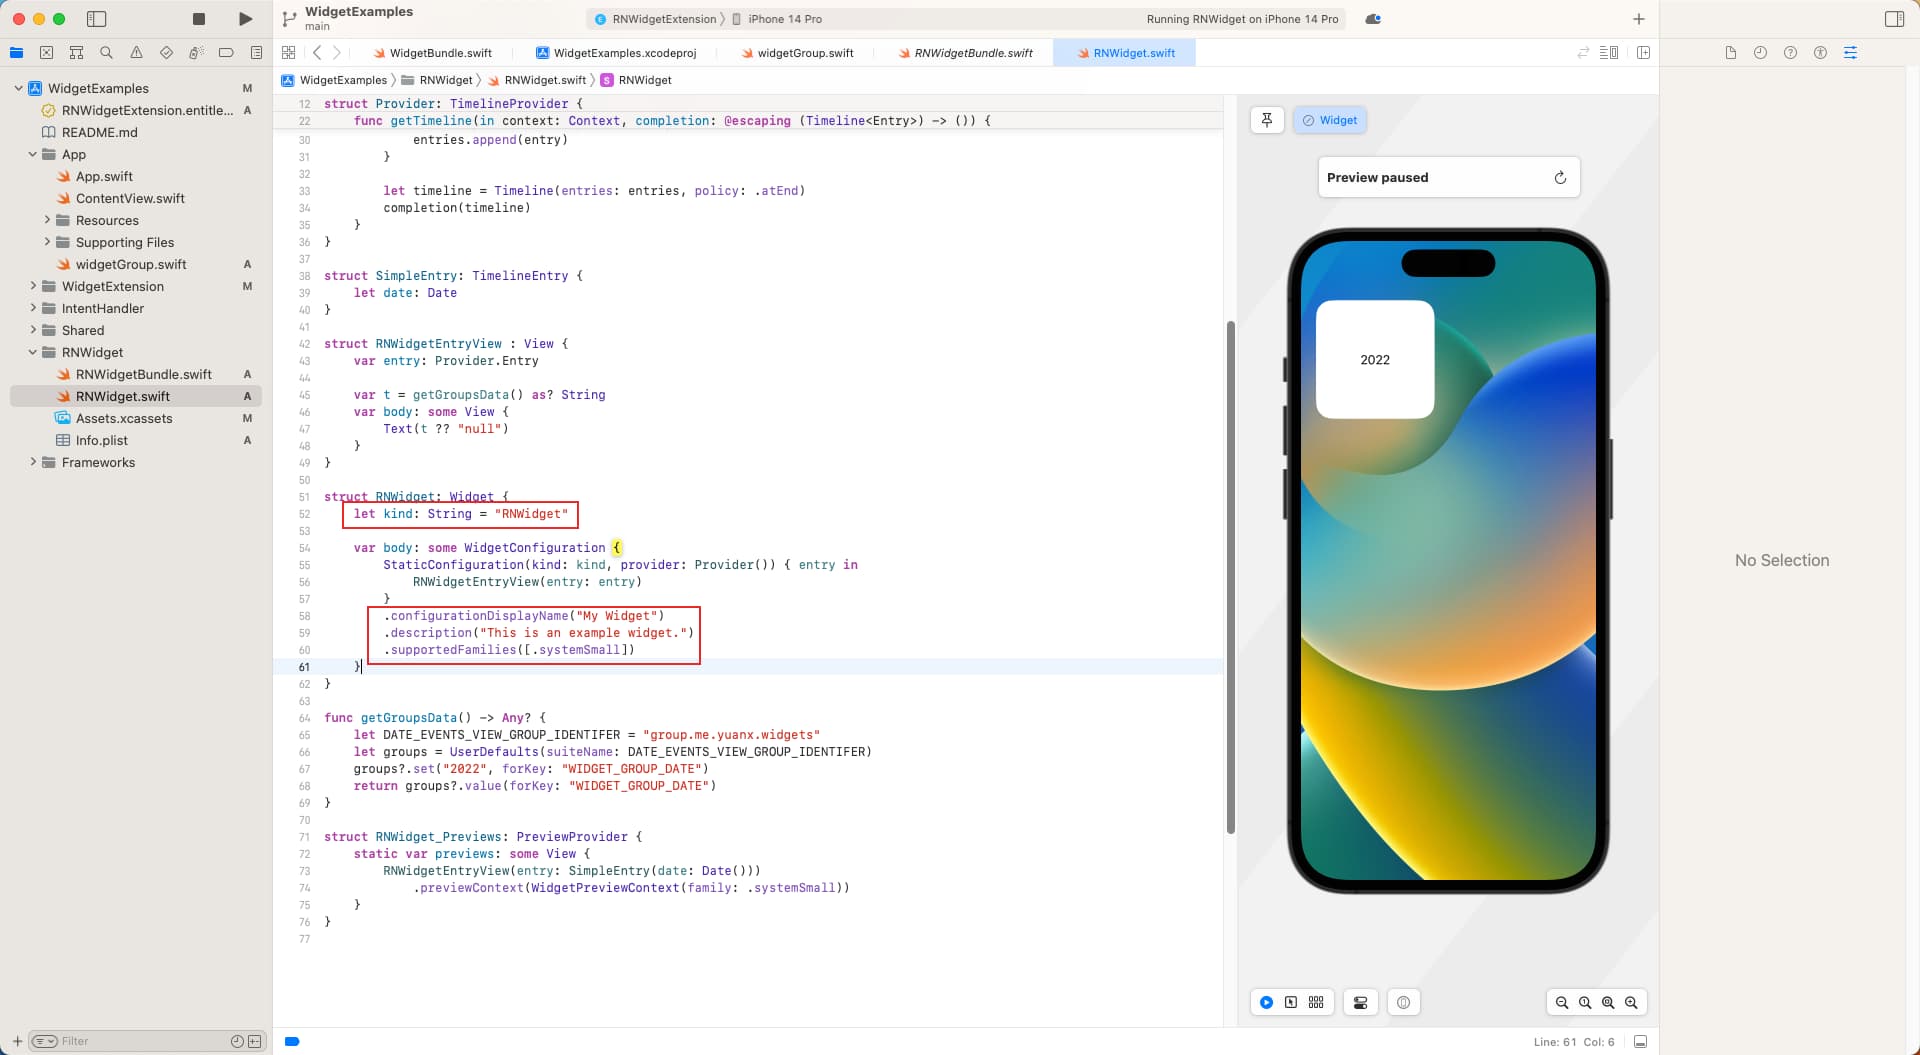 WidgetExamples
main
RNWidgetExtension 〉 iPhone 14 Pro
Running RNWidget on iPhone 14 Pro
WidgetBundle.swift
WidgetExamples.xcodeproj
widgetGroup.swift
RNWidgetBundle.swift
RNWidget.swift
WidgetExamples 〉 RNWidget 〉 RNWidget.swift 〉 S RNWidget
WidgetExamples M
RNWidgetExtension.entitle... A
README.md
App
App.swift
ContentView.swift
Resources
Supporting Files
widgetGroup.swift A
WidgetExtension M
IntentHandler
Shared
RNWidget
RNWidgetBundle.swift A
RNWidget.swift A
Assets.xcassets M
Info.plist A
Frameworks
Filter
12 struct Provider: TimelineProvider {
22     func getTimeline(in context: Context, completion: @escaping (Timeline<Entry>) -> ()) {
30             entries.append(entry)
31         }
32
33         let timeline = Timeline(entries: entries, policy: .atEnd)
34         completion(timeline)
35     }
36 }
37
38 struct SimpleEntry: TimelineEntry {
39     let date: Date
40 }
41
42 struct RNWidgetEntryView : View {
43     var entry: Provider.Entry
44
45     var t = getGroupsData() as? String
46     var body: some View {
47         Text(t ?? "null")
48     }
49 }
50
51 struct RNWidget: Widget {
52     let kind: String = "RNWidget"
53
54     var body: some WidgetConfiguration {
55         StaticConfiguration(kind: kind, provider: Provider()) { entry in
56             RNWidgetEntryView(entry: entry)
57         }
58         .configurationDisplayName("My Widget")
59         .description("This is an example widget.")
60         .supportedFamilies([.systemSmall])
61     }
62 }
63
64 func getGroupsData() -> Any? {
65     let DATE_EVENTS_VIEW_GROUP_IDENTIFER = "group.me.yuanx.widgets"
66     let groups = UserDefaults(suiteName: DATE_EVENTS_VIEW_GROUP_IDENTIFER)
67     groups?.set("2022", forKey: "WIDGET_GROUP_DATE")
68     return groups?.value(forKey: "WIDGET_GROUP_DATE")
69 }
70
71 struct RNWidget_Previews: PreviewProvider {
72     static var previews: some View {
73         RNWidgetEntryView(entry: SimpleEntry(date: Date()))
74             .previewContext(WidgetPreviewContext(family: .systemSmall))
75     }
76 }
77
Widget
Preview paused
2022
No Selection
Line: 61 Col: 6